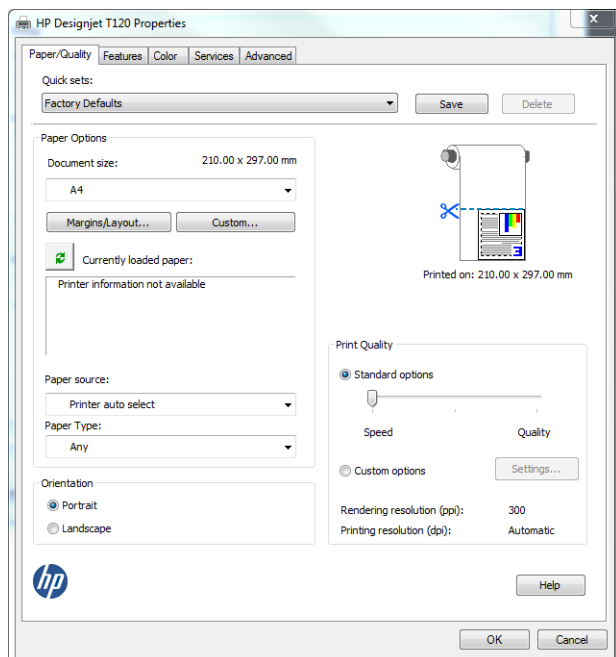 HP Designjet T120 Properties
x
Paper/Quality Features Color Services Advanced
Quick sets:
Factory Defaults Save Delete
Paper Options
Document size: 210.00 x 297.00 mm
A4
Margins/Layout... Custom...
Currently loaded paper:
Printer information not available
Paper source:
Printer auto select
Paper Type:
Any
Orientation
Portrait
Landscape
3
Printed on: 210.00 x 297.00 mm
Print Quality
Standard options
Speed Quality
Custom options Settings...
Rendering resolution (ppi): 300
Printing resolution (dpi): Automatic
hp
Help
OK Cancel